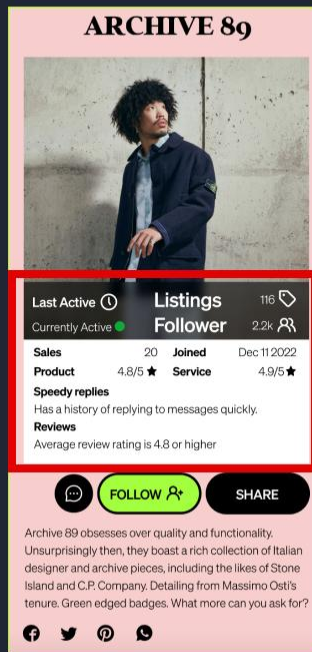 ARCHIVE 89
Last Active Listings 116
Currently Active Follower 2.2k
Sales 20 Joined Dec 11 2022
Product 4.8/5 ★ Service 4.9/5 ★
Speedy replies
Has a history of replying to messages quickly.
Reviews
Average review rating is 4.8 or higher
FOLLOW SHARE
Archive 89 obsesses over quality and functionality.
Unsurprisingly then, they boast a rich collection of Italian
designer and archive pieces, including the likes of Stone
Island and C.P. Company. Detailing from Massimo Osti's
tenure. Green edged badges. What more can you ask for?